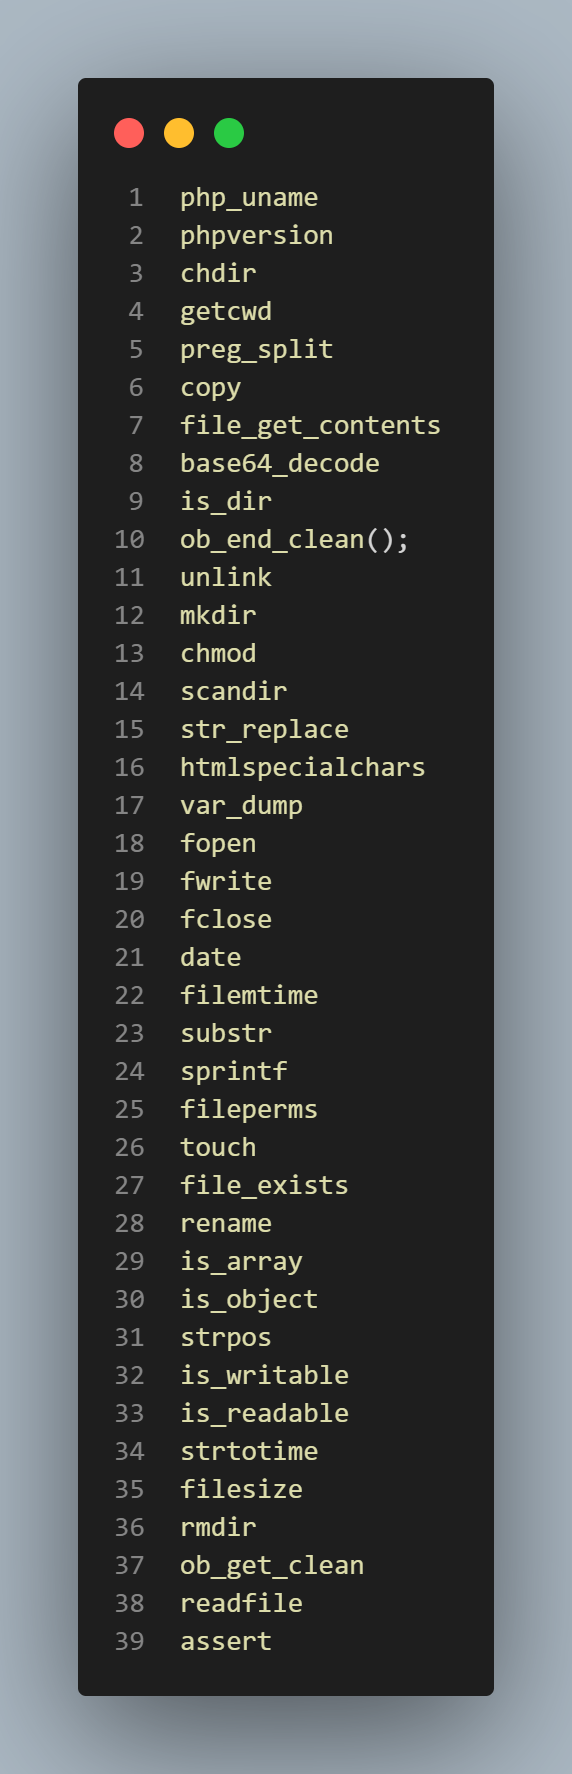 1 php_uname
2 phpversion
3 chdir
4 getcwd
5 preg_split
6 copy
7 file_get_contents
8 base64_decode
9 is_dir
10 ob_end_clean();
11 unlink
12 mkdir
13 chmod
14 scandir
15 str_replace
16 htmlspecialchars
17 var_dump
18 fopen
19 fwrite
20 fclose
21 date
22 filemtime
23 substr
24 sprintf
25 fileperms
26 touch
27 file_exists
28 rename
29 is_array
30 is_object
31 strpos
32 is_writable
33 is_readable
34 strtotime
35 filesize
36 rmdir
37 ob_get_clean
38 readfile
39 assert